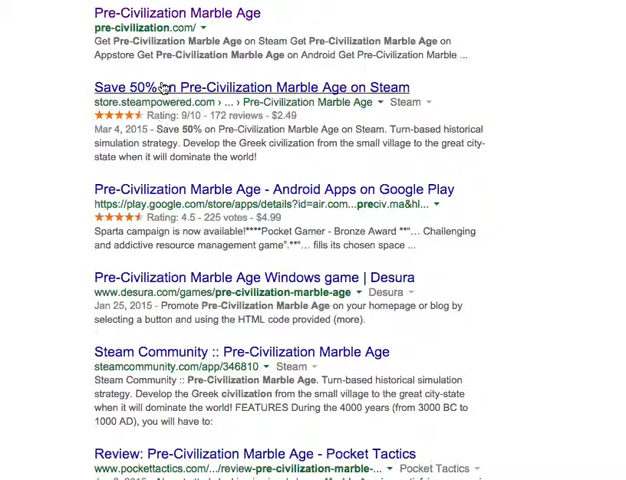 Pre-Civilization Marble Age
pre-civilization.com/
Get Pre-Civilization Marble Age on Steam Get Pre-Civilization Marble Age on
Appstore Get Pre-Civilization Marble Age on Android Get Pre-Civilization Marble ...
Save 50% on Pre-Civilization Marble Age on Steam
store.steampowered.com › ... › Pre-Civilization Marble Age Steam
Rating: 9/10 - 172 reviews - $2.49
Mar 4, 2015 - Save 50% on Pre-Civilization Marble Age on Steam. Turn-based historical
simulation strategy. Develop the Greek civilization from the small village to the great city-
state when it will dominate the world!
Pre-Civilization Marble Age - Android Apps on Google Play
https://play.google.com/store/apps/details?id=air.com...preciv.ma&hl...
Rating: 4.5 - 225 votes - $4.99
Sparta campaign is now available!****Pocket Gamer - Bronze Award **“... Challenging
and addictive resource management game”.**“... fills its chosen space ...
Pre-Civilization Marble Age Windows game | Desura
www.desura.com/games/pre-civilization-marble-age Desura
Jan 25, 2015 - Promote Pre-Civilization Marble Age on your homepage or blog by
selecting a button and using the HTML code provided (more).
Steam Community :: Pre-Civilization Marble Age
steamcommunity.com/app/346810 Steam
Steam Community :: Pre-Civilization Marble Age. Turn-based historical simulation
strategy. Develop the Greek civilization from the small village to the great city-state
when it will dominate the world! FEATURES During the 4000 years (from 3000 BC to
1000 AD), you will have to:
Review: Pre-Civilization Marble Age - Pocket Tactics
www.pockettactics.com/.../review-pre-civilization-marble-... Pocket Tactics